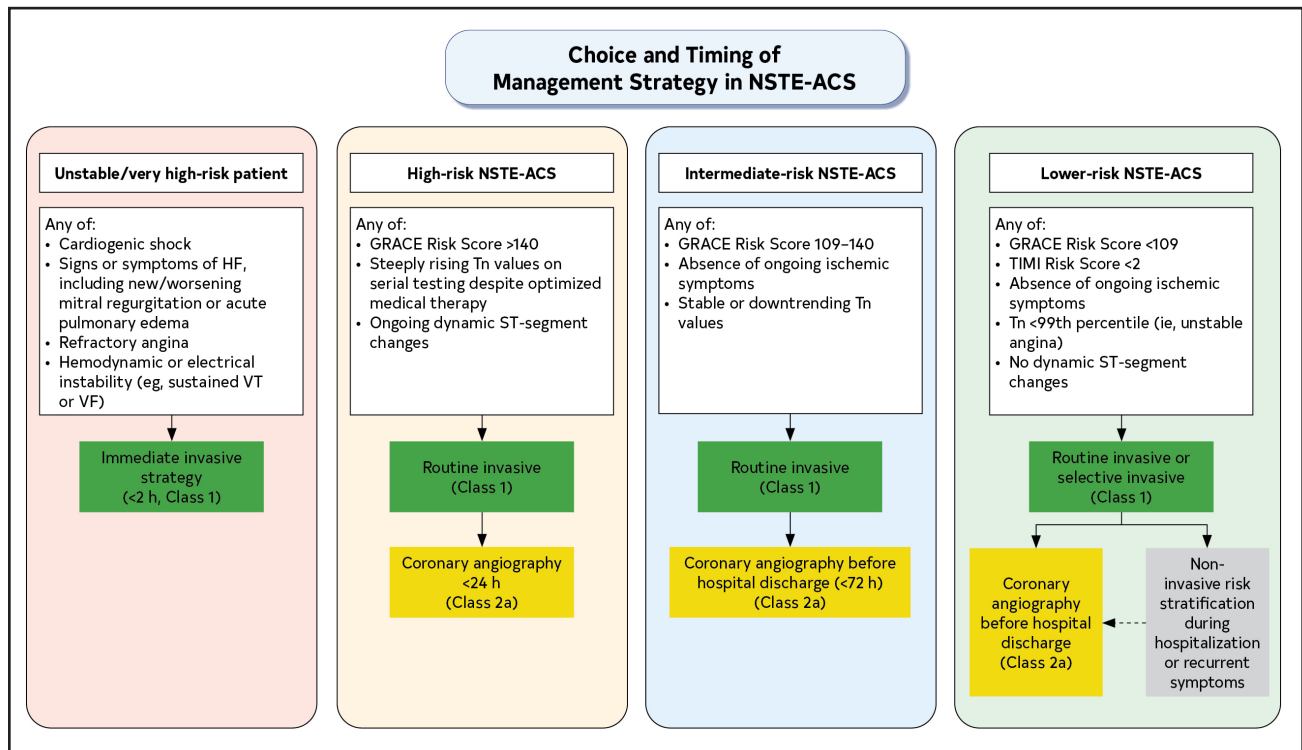 Choice and Timing of
Management Strategy in NSTE-ACS
Unstable/very high-risk patient
Any of:
• Cardiogenic shock
• Signs or symptoms of HF,
including new/worsening
mitral regurgitation or acute
pulmonary edema
• Refractory angina
• Hemodynamic or electrical
instability (eg, sustained VT
or VF)
Immediate invasive
strategy
(<2 h, Class 1)
High-risk NSTE-ACS
Any of:
• GRACE Risk Score >140
• Steeply rising Tn values on
serial testing despite optimized
medical therapy
• Ongoing dynamic ST-segment
changes
Routine invasive
(Class 1)
Coronary angiography
<24 h
(Class 2a)
Intermediate-risk NSTE-ACS
Any of:
• GRACE Risk Score 109–140
• Absence of ongoing ischemic
symptoms
• Stable or downtrending Tn
values
Routine invasive
(Class 1)
Coronary angiography before
hospital discharge (<72 h)
(Class 2a)
Lower-risk NSTE-ACS
Any of:
• GRACE Risk Score <109
• TIMI Risk Score <2
• Absence of ongoing ischemic
symptoms
• Tn <99th percentile (ie, unstable
angina)
• No dynamic ST-segment
changes
Routine invasive or
selective invasive
(Class 1)
Coronary
angiography
before hospital
discharge
(Class 2a)
Non-
invasive risk
stratification
during
hospitalization
or recurrent
symptoms